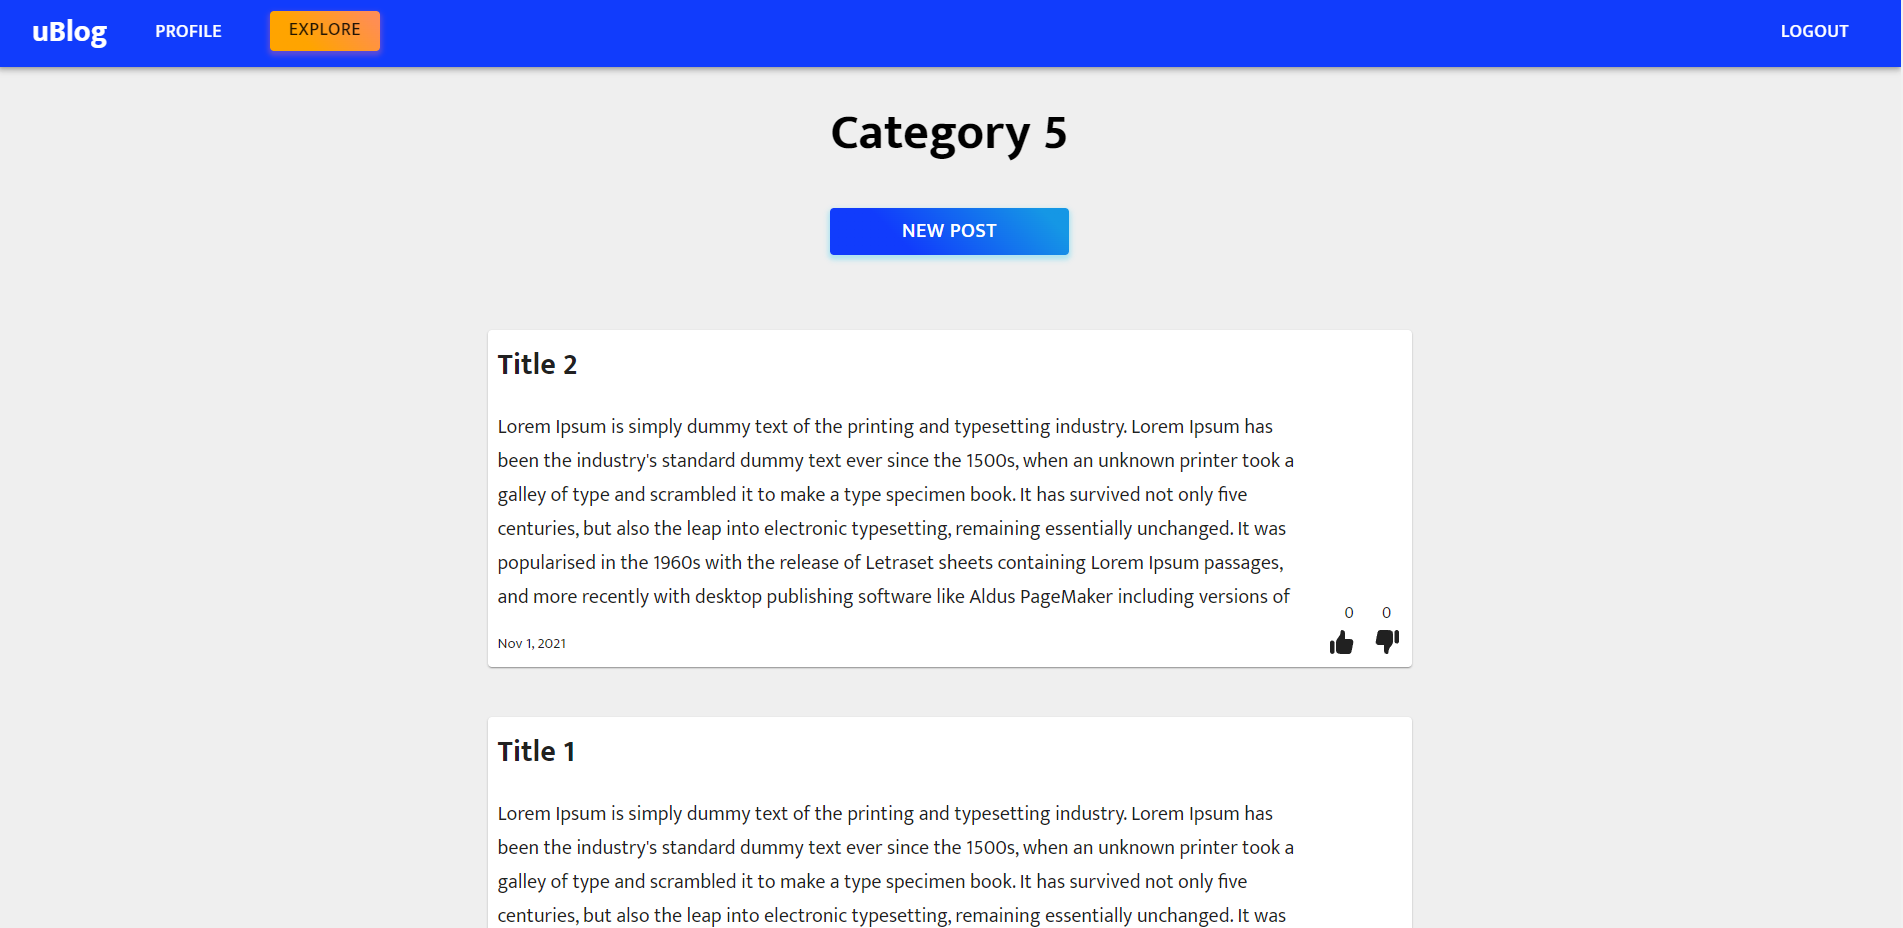 uBlog PROFILE EXPLORE LOGOUT
Category 5
NEW POST
Title 2
Lorem Ipsum is simply dummy text of the printing and typesetting industry. Lorem Ipsum has
been the industry's standard dummy text ever since the 1500s, when an unknown printer took a
galley of type and scrambled it to make a type specimen book. It has survived not only five
centuries, but also the leap into electronic typesetting, remaining essentially unchanged. It was
popularised in the 1960s with the release of Letraset sheets containing Lorem Ipsum passages,
and more recently with desktop publishing software like Aldus PageMaker including versions of
0 0
Nov 1, 2021
Title 1
Lorem Ipsum is simply dummy text of the printing and typesetting industry. Lorem Ipsum has
been the industry's standard dummy text ever since the 1500s, when an unknown printer took a
galley of type and scrambled it to make a type specimen book. It has survived not only five
centuries, but also the leap into electronic typesetting, remaining essentially unchanged. It was